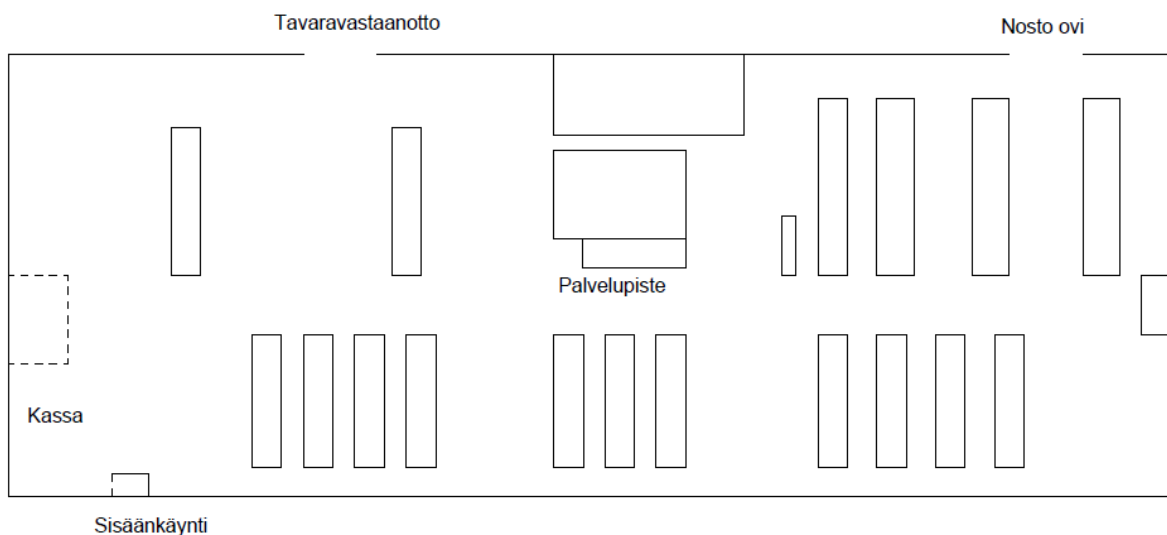 Tavaravastaanotto
Nosto ovi
Palvelupiste
Kassa
Sisäänkäynti